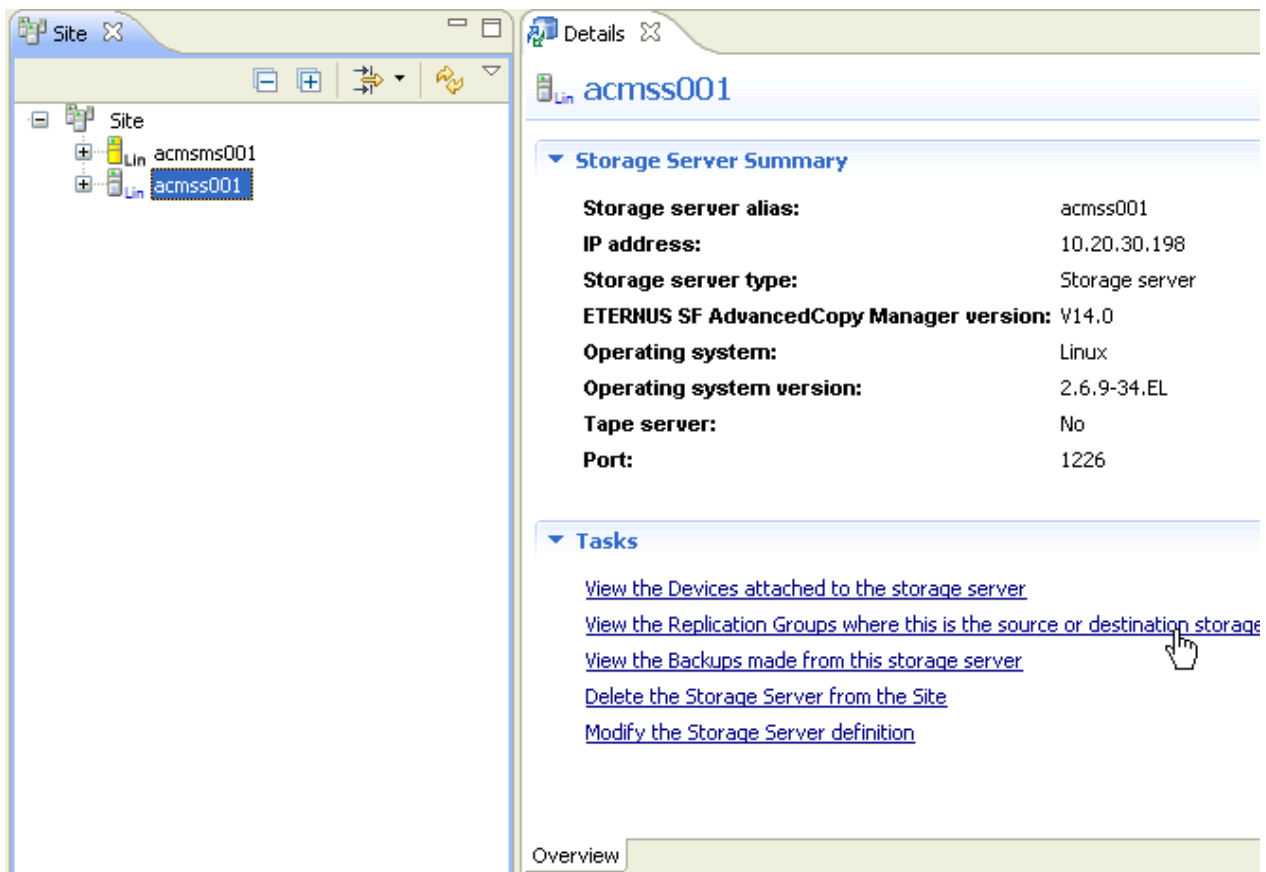 Site
Site
Lin acmsms001
Lin acmss001
Details
Lin acmss001
Storage Server Summary
Storage server alias: acmss001
IP address: 10.20.30.198
Storage server type: Storage server
ETERNUS SF AdvancedCopy Manager version: V14.0
Operating system: Linux
Operating system version: 2.6.9-34.EL
Tape server: No
Port: 1226
Tasks
View the Devices attached to the storage server
View the Replication Groups where this is the source or destination storage
View the Backups made from this storage server
Delete the Storage Server from the Site
Modify the Storage Server definition
Overview